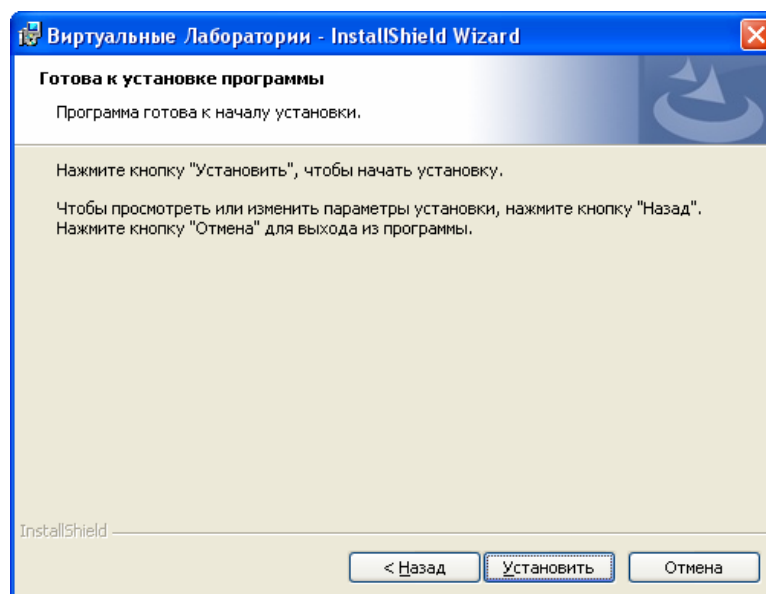 Виртуальные Лаборатории - InstallShield Wizard
Готова к установке программы
Программа готова к началу установки.
Нажмите кнопку "Установить", чтобы начать установку.
Чтобы просмотреть или изменить параметры установки, нажмите кнопку "Назад".
Нажмите кнопку "Отмена" для выхода из программы.
InstallShield
< Назад
Установить
Отмена